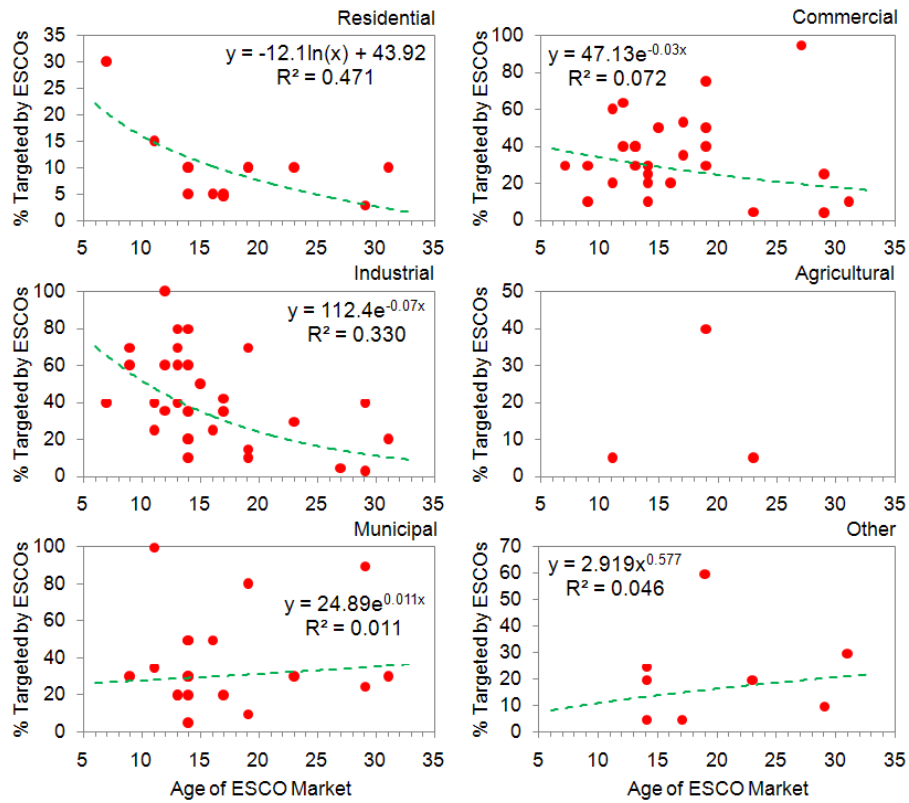 Residential
% Targeted by ESCOs
35
30
25
20
15
10
5
0
y = -12.1ln(x) + 43.92
R² = 0.471
5 10 15 20 25 30 35
Commercial
% Targeted by ESCOs
100
80
60
40
20
0
y = 47.13e^-0.03x
R² = 0.072
5 10 15 20 25 30 35
Industrial
% Targeted by ESCOs
100
80
60
40
20
0
y = 112.4e^-0.07x
R² = 0.330
5 10 15 20 25 30 35
Agricultural
% Targeted by ESCOs
50
40
30
20
10
0
5 10 15 20 25 30 35
Municipal
% Targeted by ESCOs
100
80
60
40
20
0
y = 24.89e^0.011x
R² = 0.011
5 10 15 20 25 30 35
Age of ESCO Market
Other
% Targeted by ESCOs
70
60
50
40
30
20
10
0
y = 2.919x^0.577
R² = 0.046
5 10 15 20 25 30 35
Age of ESCO Market